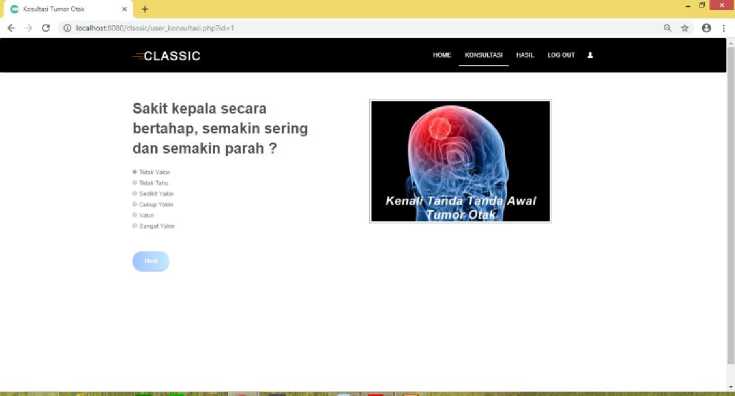 Konsultasi Tumor Otak
localhost:8080/classic/user_konsultasi.php?id=1
CLASSIC
HOME KONSULTASI HASIL LOG OUT
Sakit kepala secara
bertahap, semakin sering
dan semakin parah ?
Kenali Tanda Tanda Awal
Tumor Otak
Tidak Yakin
Tidak Tahu
Sedikit Yakin
Cukup Yakin
Yakin
Sangat Yakin
Next